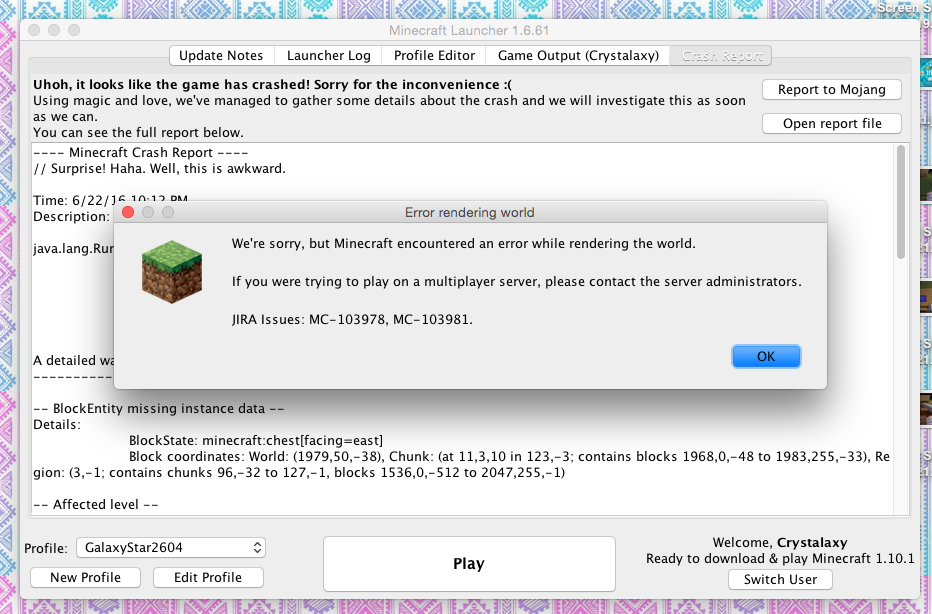 Screen S
Minecraft Launcher 1.6.61
Update Notes
Launcher Log
Profile Editor
Game Output (Crystalaxy)
Crash Report
Uhoh, it looks like the game has crashed! Sorry for the inconvenience :(
Using magic and love, we've managed to gather some details about the crash and we will investigate this as soon
as we can.
You can see the full report below.
Report to Mojang
Open report file
---- Minecraft Crash Report ----
// Surprise! Haha. Well, this is awkward.
Time: 6/22/16 10:12 PM
Description:
java.lang.Run
Error rendering world
We're sorry, but Minecraft encountered an error while rendering the world.
If you were trying to play on a multiplayer server, please contact the server administrators.
JIRA Issues: MC-103978, MC-103981.
OK
A detailed wa
-- BlockEntity missing instance data --
Details:
BlockState: minecraft:chest[facing=east]
Block coordinates: World: (1979,50,-38), Chunk: (at 11,3,10 in 123,-3; contains blocks 1968,0,-48 to 1983,255,-33), Re
gion: (3,-1; contains chunks 96,-32 to 127,-1, blocks 1536,0,-512 to 2047,255,-1)
-- Affected level --
Profile:
GalaxyStar2604
New Profile
Edit Profile
Play
Welcome, Crystalaxy
Ready to download & play Minecraft 1.10.1
Switch User